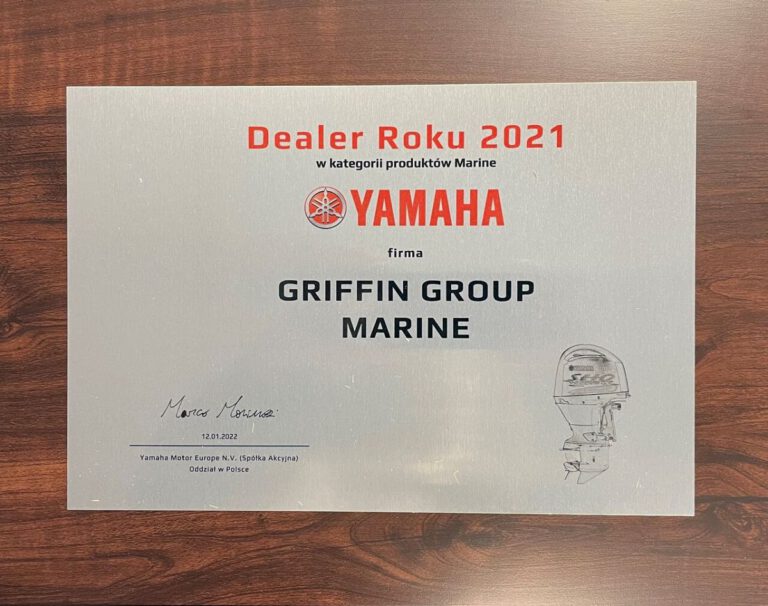 Dealer Roku 2021
w kategorii produktów Marine
YAMAHA
firma
GRIFFIN GROUP
MARINE
12.01.2022
Yamaha Motor Europe N.V. (Spółka Akcyjna)
Oddział w Polsce